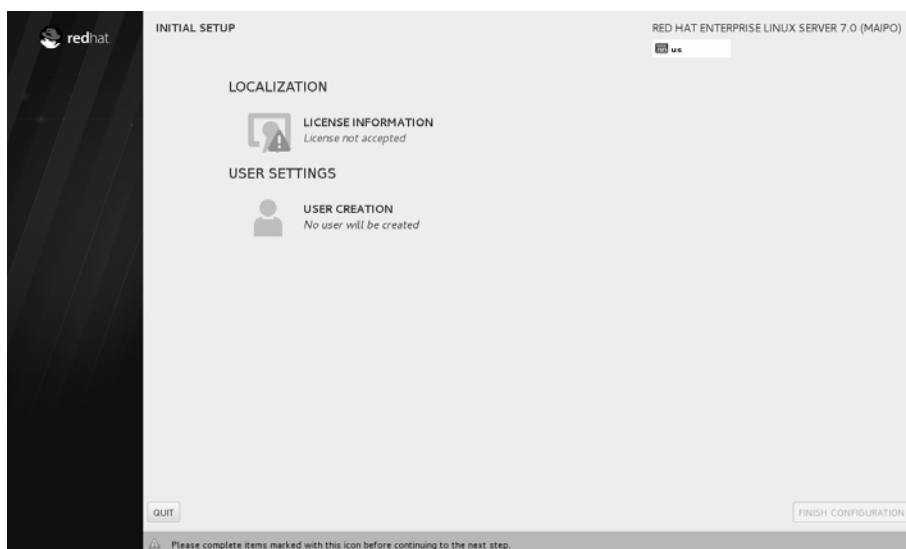 redhat
INITIAL SETUP
RED HAT ENTERPRISE LINUX SERVER 7.0 (MAIPO)
us
LOCALIZATION
LICENSE INFORMATION
License not accepted
USER SETTINGS
USER CREATION
No user will be created
QUIT
FINISH CONFIGURATION
Please complete items marked with this icon before continuing to the next step.